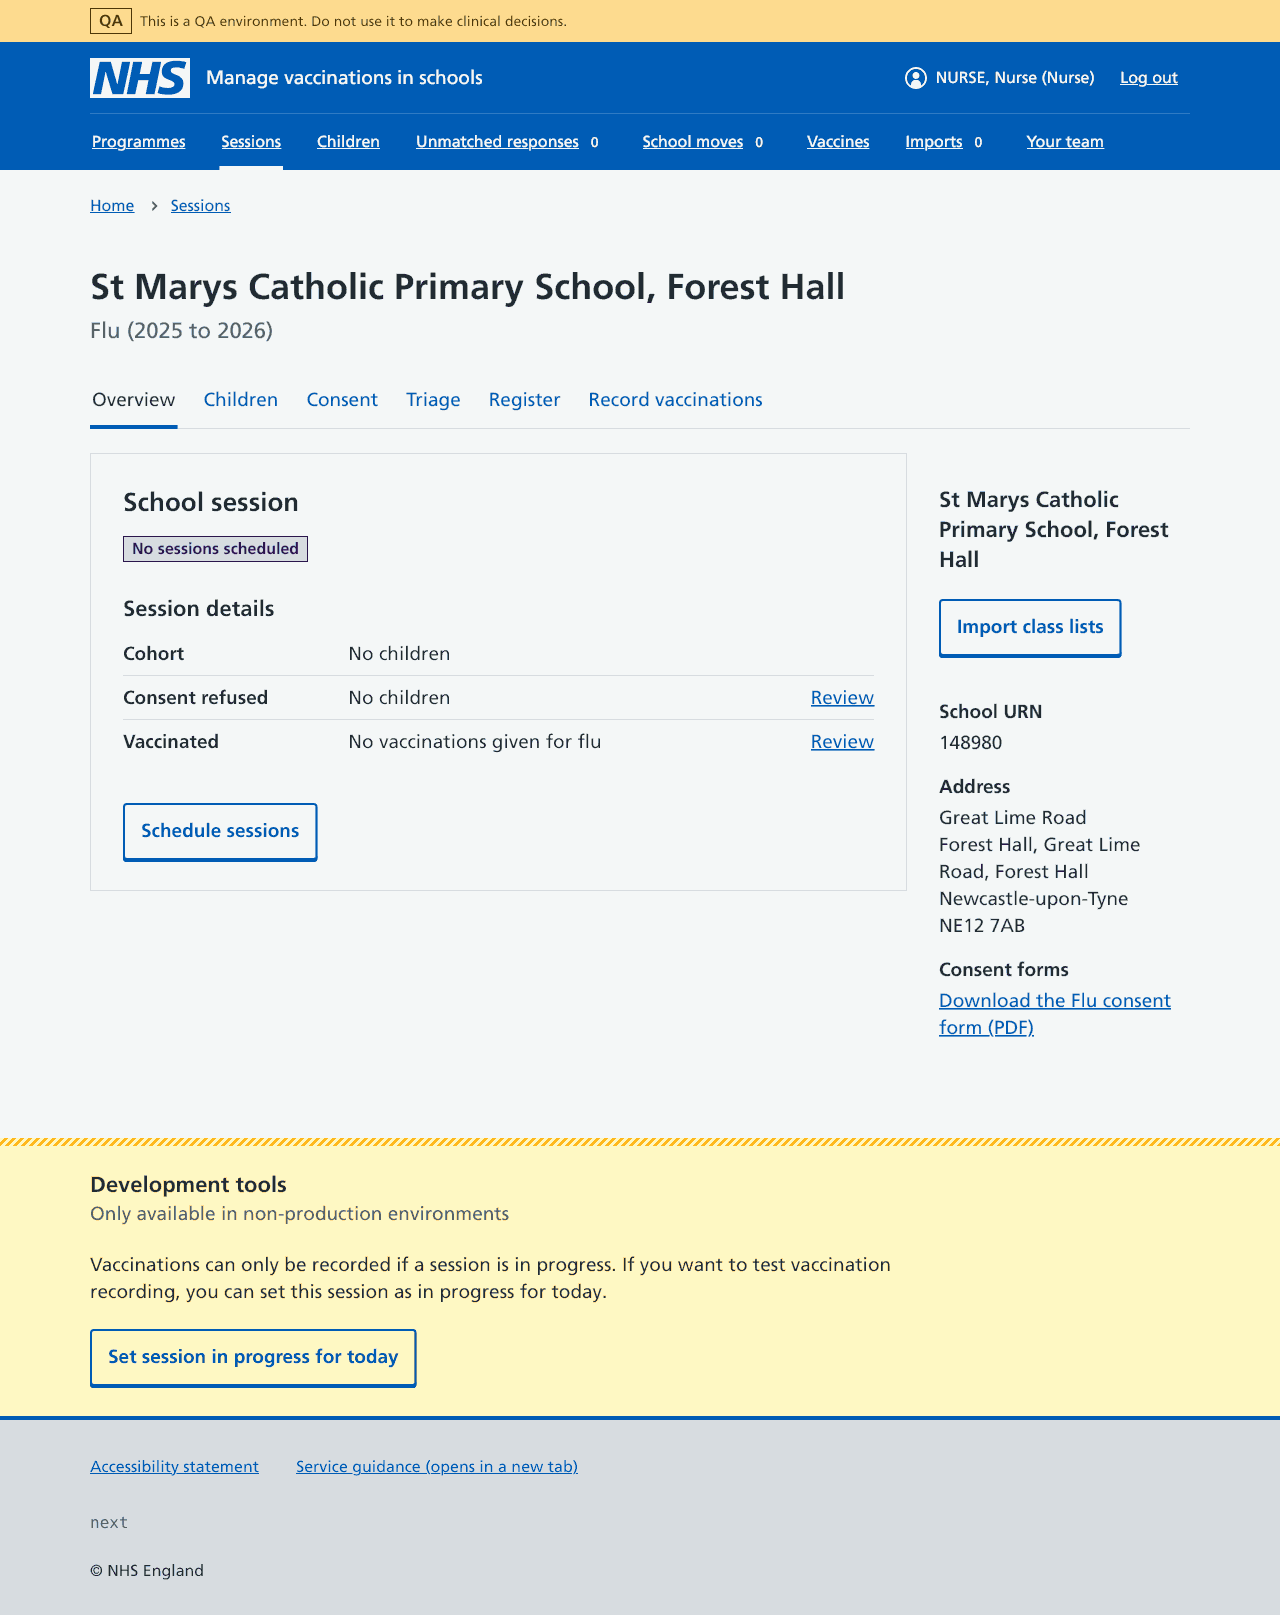 QA This is a QA environment. Do not use it to make clinical decisions.
NHS Manage vaccinations in schools NURSE, Nurse (Nurse) Log out
Programmes Sessions Children Unmatched responses 0 School moves 0 Vaccines Imports 0 Your team
Home Sessions
St Marys Catholic Primary School, Forest Hall
Flu (2025 to 2026)
Overview Children Consent Triage Register Record vaccinations
School session
No sessions scheduled
Session details
Cohort No children
Consent refused No children Review
Vaccinated No vaccinations given for flu Review
Schedule sessions
St Marys Catholic
Primary School, Forest
Hall
Import class lists
School URN
148980
Address
Great Lime Road
Forest Hall, Great Lime
Road, Forest Hall
Newcastle-upon-Tyne
NE12 7AB
Consent forms
Download the Flu consent
form (PDF)
Development tools
Only available in non-production environments
Vaccinations can only be recorded if a session is in progress. If you want to test vaccination
recording, you can set this session as in progress for today.
Set session in progress for today
Accessibility statement Service guidance (opens in a new tab)
next
© NHS England